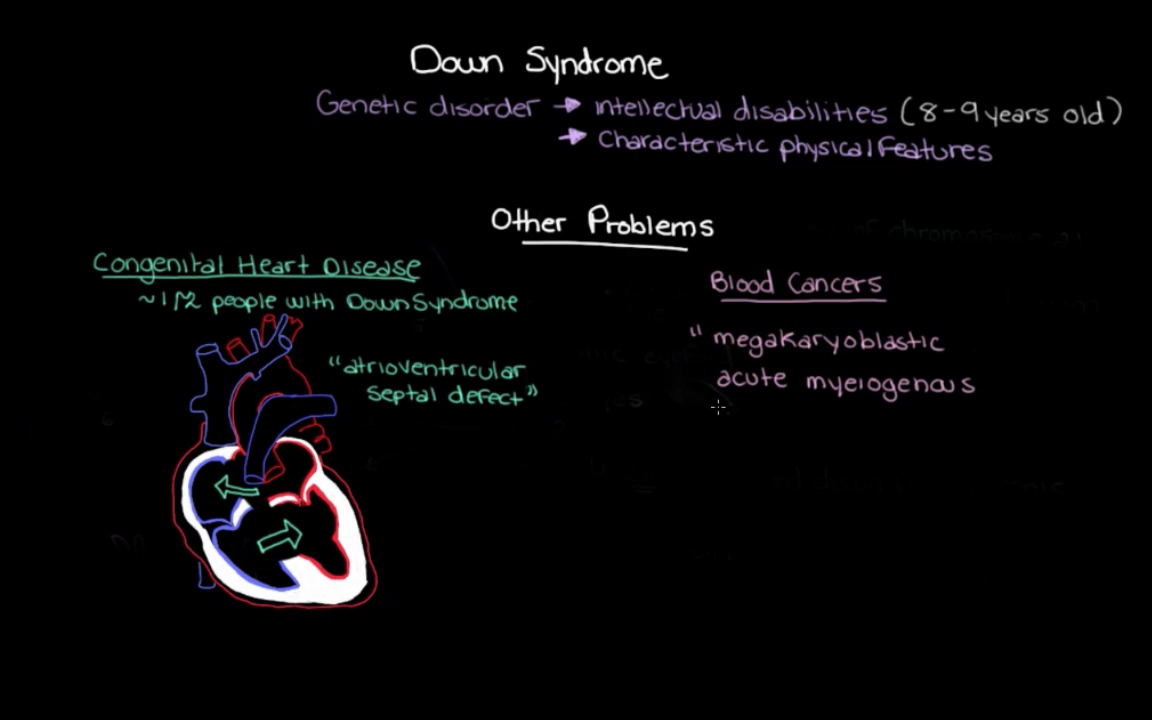 Down Syndrome
Genetic disorder → intellectual disabilities (8-9 years old)
→ Characteristic physical features
Other Problems
Congenital Heart Disease
~1/2 people with Down Syndrome
Blood Cancers
"megakaryoblastic
acute myeiogenous
"atrioventricular
septal defect"